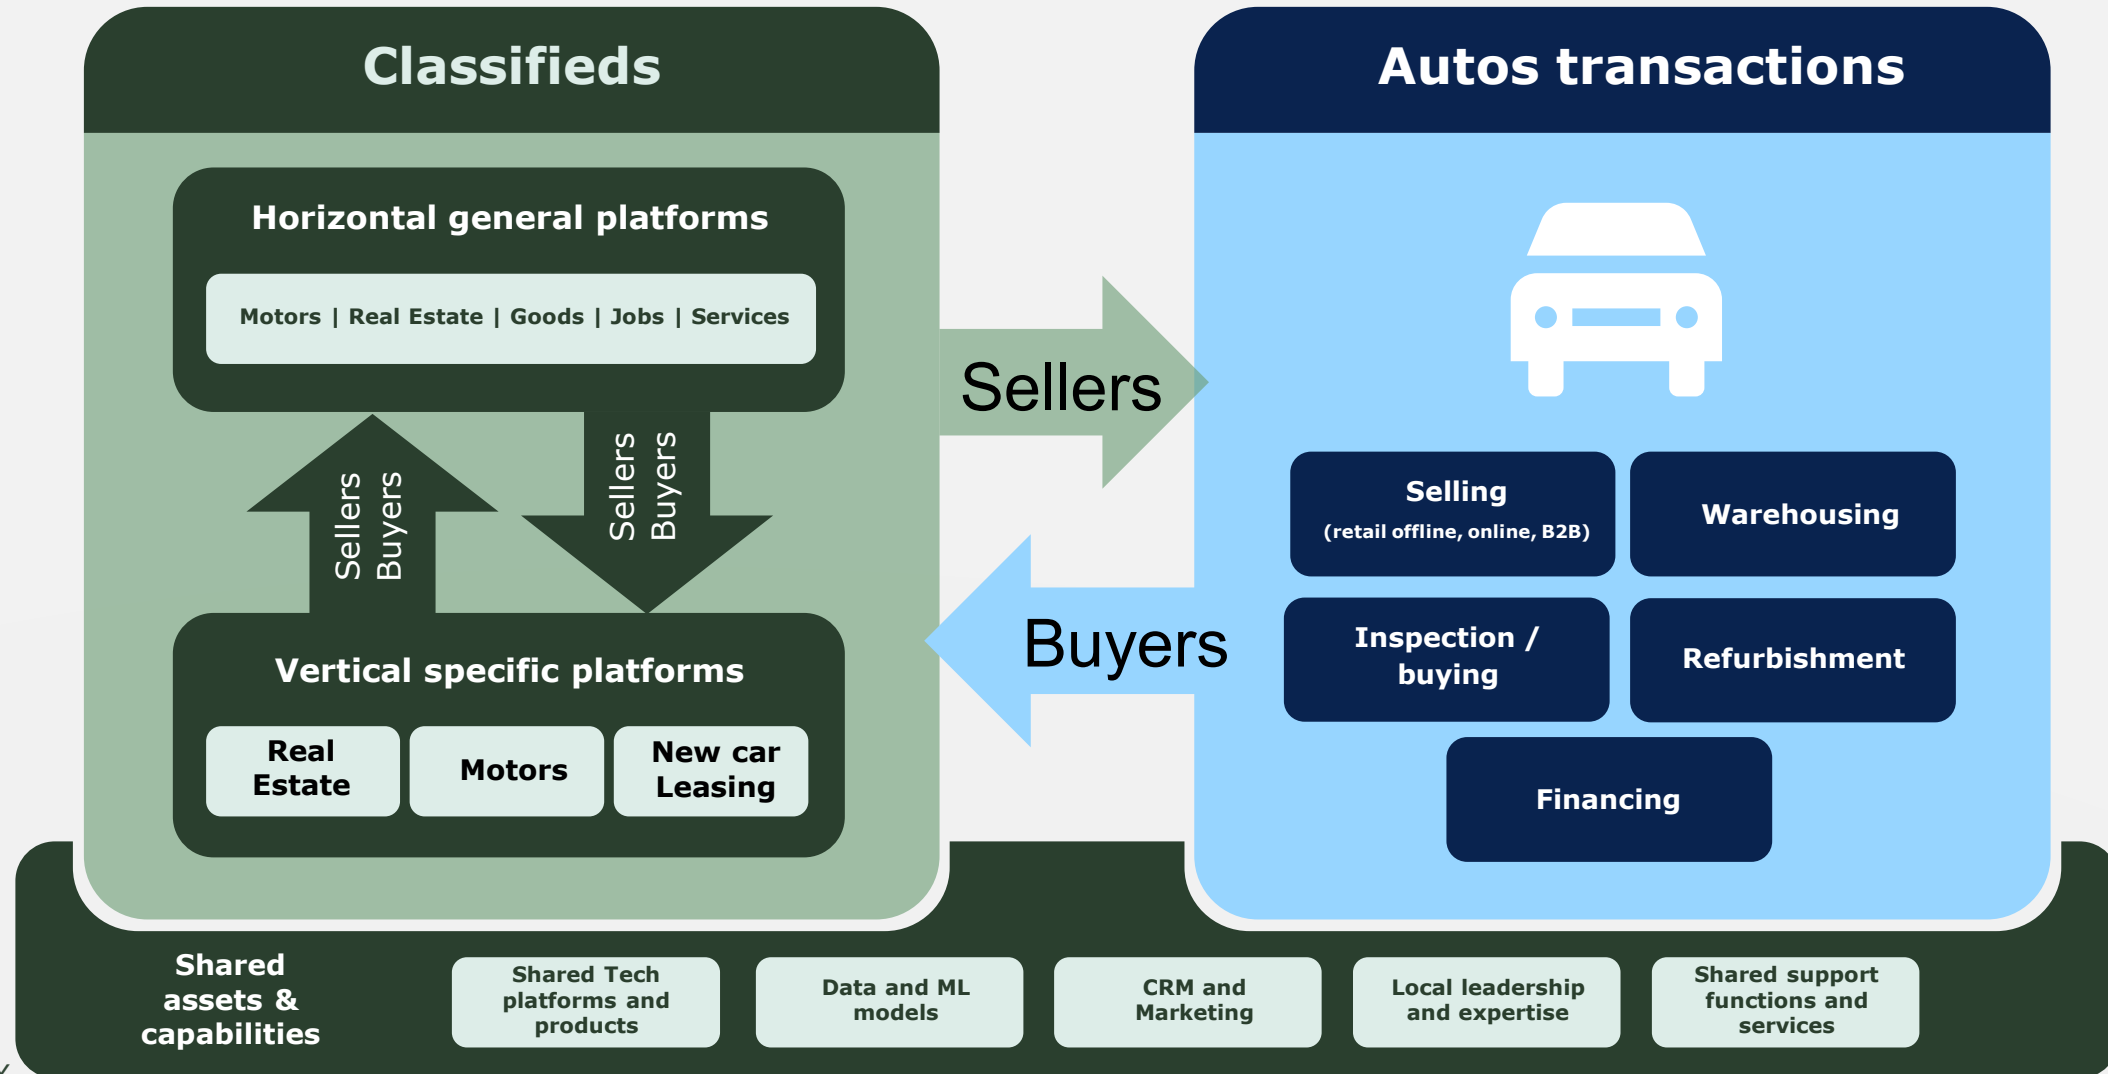 Classifieds
Horizontal general platforms
Motors | Real Estate | Goods | Jobs | Services
Sellers
Buyers
Sellers
Buyers
Vertical specific platforms
Real
Estate
Motors
New car
Leasing
Sellers
Buyers
Autos transactions
Selling
(retail offline, online, B2B)
Warehousing
Inspection /
buying
Refurbishment
Financing
Shared
assets &
capabilities
Shared Tech
platforms and
products
Data and ML
models
CRM and
Marketing
Local leadership
and expertise
Shared support
functions and
services